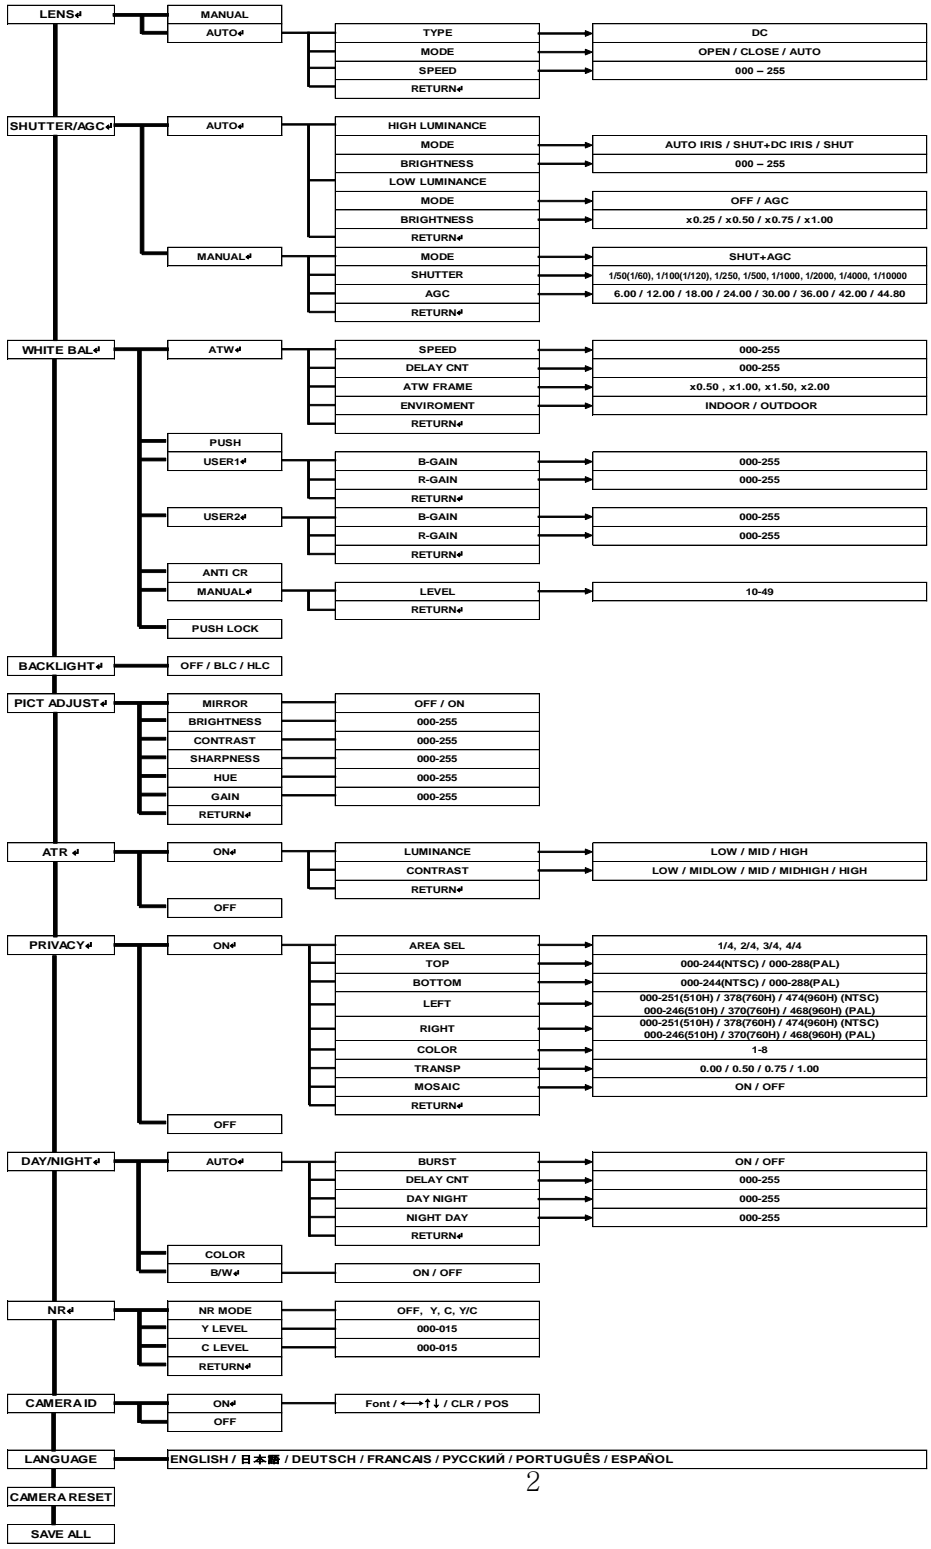 LENS↵ MANUAL
AUTO↵ TYPE DC
MODE OPEN / CLOSE / AUTO
SPEED 000 – 255
RETURN↵
SHUTTER/AGC↵ AUTO↵ HIGH LUMINANCE
MODE AUTO IRIS / SHUT+DC IRIS / SHUT
BRIGHTNESS 000 – 255
LOW LUMINANCE
MODE OFF / AGC
BRIGHTNESS x0.25 / x0.50 / x0.75 / x1.00
RETURN↵
MANUAL↵ MODE SHUT+AGC
SHUTTER 1/50(1/60), 1/100(1/120), 1/250, 1/500, 1/1000, 1/2000, 1/4000, 1/10000
AGC 6.00 / 12.00 / 18.00 / 24.00 / 30.00 / 36.00 / 42.00 / 44.80
RETURN↵
WHITE BAL↵ ATW↵ SPEED 000-255
DELAY CNT 000-255
ATW FRAME x0.50 , x1.00, x1.50, x2.00
ENVIROMENT INDOOR / OUTDOOR
RETURN↵
PUSH
USER1↵ B-GAIN 000-255
R-GAIN 000-255
RETURN↵
USER2↵ B-GAIN 000-255
R-GAIN 000-255
RETURN↵
ANTI CR
MANUAL↵ LEVEL 10-49
RETURN↵
PUSH LOCK
BACKLIGHT↵ OFF / BLC / HLC
PICT ADJUST↵ MIRROR OFF / ON
BRIGHTNESS 000-255
CONTRAST 000-255
SHARPNESS 000-255
HUE 000-255
GAIN 000-255
RETURN↵
ATR ↵ ON↵ LUMINANCE LOW / MID / HIGH
CONTRAST LOW / MIDLOW / MID / MIDHIGH / HIGH
RETURN↵
OFF
PRIVACY↵ ON↵ AREA SEL 1/4, 2/4, 3/4, 4/4
TOP 000-244(NTSC) / 000-288(PAL)
BOTTOM 000-244(NTSC) / 000-288(PAL)
LEFT 000-251(510H) / 378(760H) / 474(960H) (NTSC)
000-246(510H) / 370(760H) / 468(960H) (PAL)
RIGHT 000-251(510H) / 378(760H) / 474(960H) (NTSC)
000-246(510H) / 370(760H) / 468(960H) (PAL)
COLOR 1-8
TRANSP 0.00 / 0.50 / 0.75 / 1.00
MOSAIC ON / OFF
RETURN↵
OFF
DAY/NIGHT↵ AUTO↵ BURST ON / OFF
DELAY CNT 000-255
DAY NIGHT 000-255
NIGHT DAY 000-255
RETURN↵
COLOR
B/W↵ ON / OFF
NR↵ NR MODE OFF, Y, C, Y/C
Y LEVEL 000-015
C LEVEL 000-015
RETURN↵
CAMERA ID ON↵ Font / ←→↑↓ / CLR / POS
OFF
LANGUAGE ENGLISH / 日本語 / DEUTSCH / FRANCAIS / РУССКИЙ / PORTUGUÊS / ESPAÑOL
2
CAMERA RESET
SAVE ALL